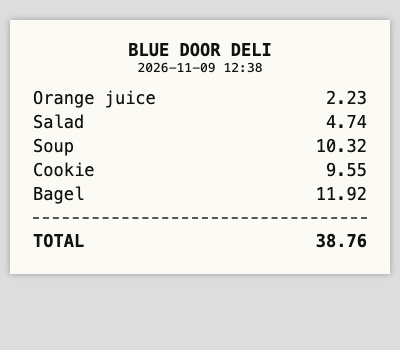 BLUE DOOR DELI
2026-11-09 12:38
Orange juice 2.23
Salad 4.74
Soup 10.32
Cookie 9.55
Bagel 11.92
TOTAL 38.76